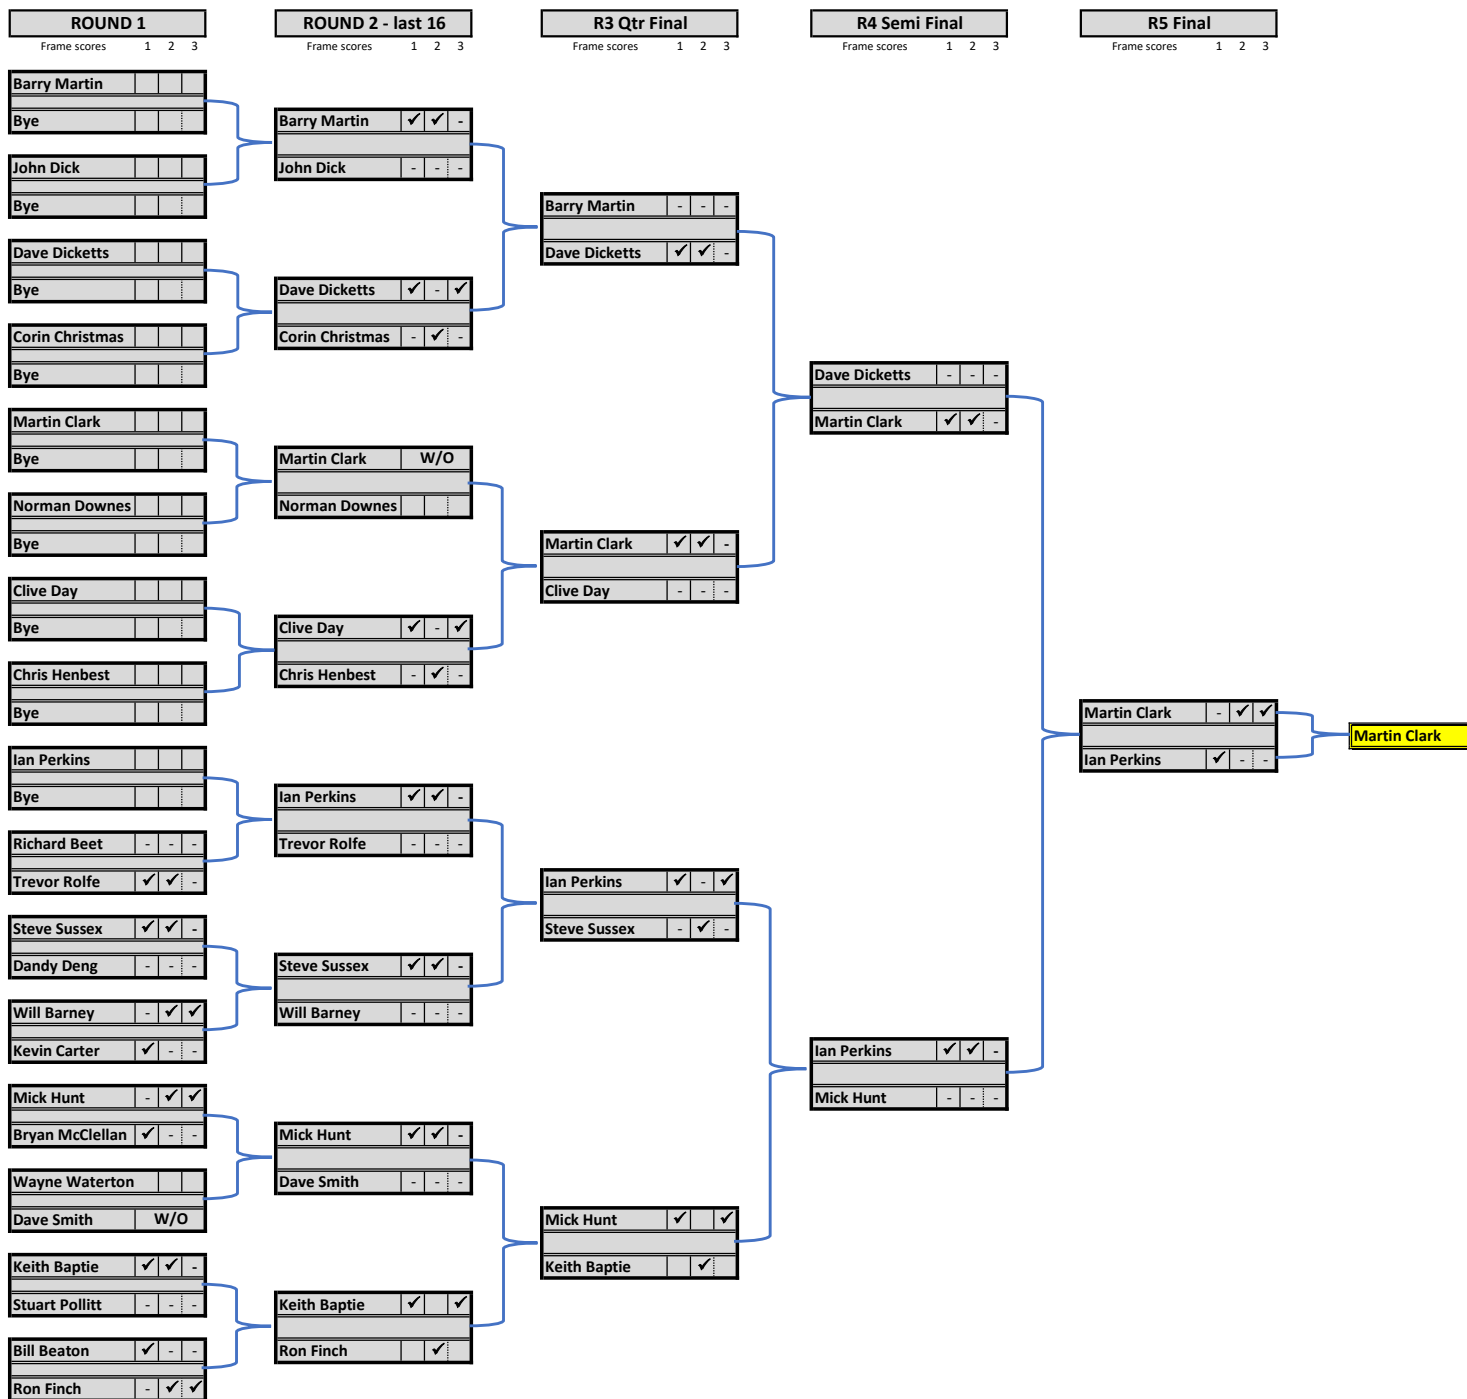 ROUND 1
Frame scores 1 2 3
Barry Martin
Bye
John Dick
Bye
Dave Dicketts
Bye
Corin Christmas
Bye
Martin Clark
Bye
Norman Downes
Bye
Clive Day
Bye
Chris Henbest
Bye
Ian Perkins
Bye
Richard Beet - - -
Trevor Rolfe ✓ ✓ -
Steve Sussex ✓ ✓ -
Dandy Deng - - -
Will Barney - ✓ ✓
Kevin Carter ✓ - -
Mick Hunt - ✓ ✓
Bryan McClellan ✓ - -
Wayne Waterton
Dave Smith W/O
Keith Baptie ✓ ✓ -
Stuart Pollitt - - -
Bill Beaton ✓ - -
Ron Finch - ✓ ✓
ROUND 2 - last 16
Frame scores 1 2 3
Barry Martin ✓ ✓ -
John Dick - - -
Dave Dicketts ✓ - ✓
Corin Christmas - ✓ -
Martin Clark W/O
Norman Downes
Clive Day ✓ - ✓
Chris Henbest - ✓ -
Ian Perkins ✓ ✓ -
Trevor Rolfe - - -
Steve Sussex ✓ ✓ -
Will Barney - - -
Mick Hunt ✓ ✓ -
Dave Smith - - -
Keith Baptie ✓ ✓
Ron Finch ✓
R3 Qtr Final
Frame scores 1 2 3
Barry Martin - - -
Dave Dicketts ✓ ✓ -
Martin Clark ✓ ✓ -
Clive Day - - -
Ian Perkins ✓ - ✓
Steve Sussex - ✓ -
Mick Hunt ✓ ✓
Keith Baptie ✓
R4 Semi Final
Frame scores 1 2 3
Dave Dicketts - - -
Martin Clark ✓ ✓ -
Ian Perkins ✓ ✓ -
Mick Hunt - - -
R5 Final
Frame scores 1 2 3
Martin Clark - ✓ ✓
Ian Perkins ✓ - -
Martin Clark